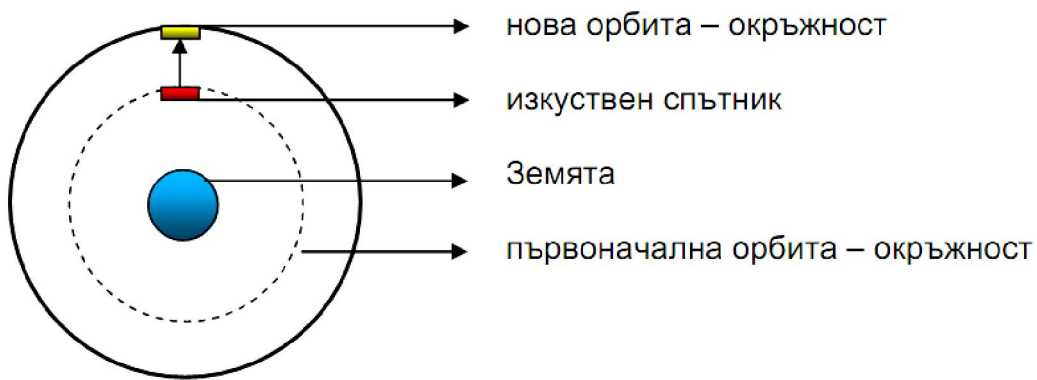 нова орбита – окръжност
изкуствен спътник
Земята
първоначална орбита – окръжност